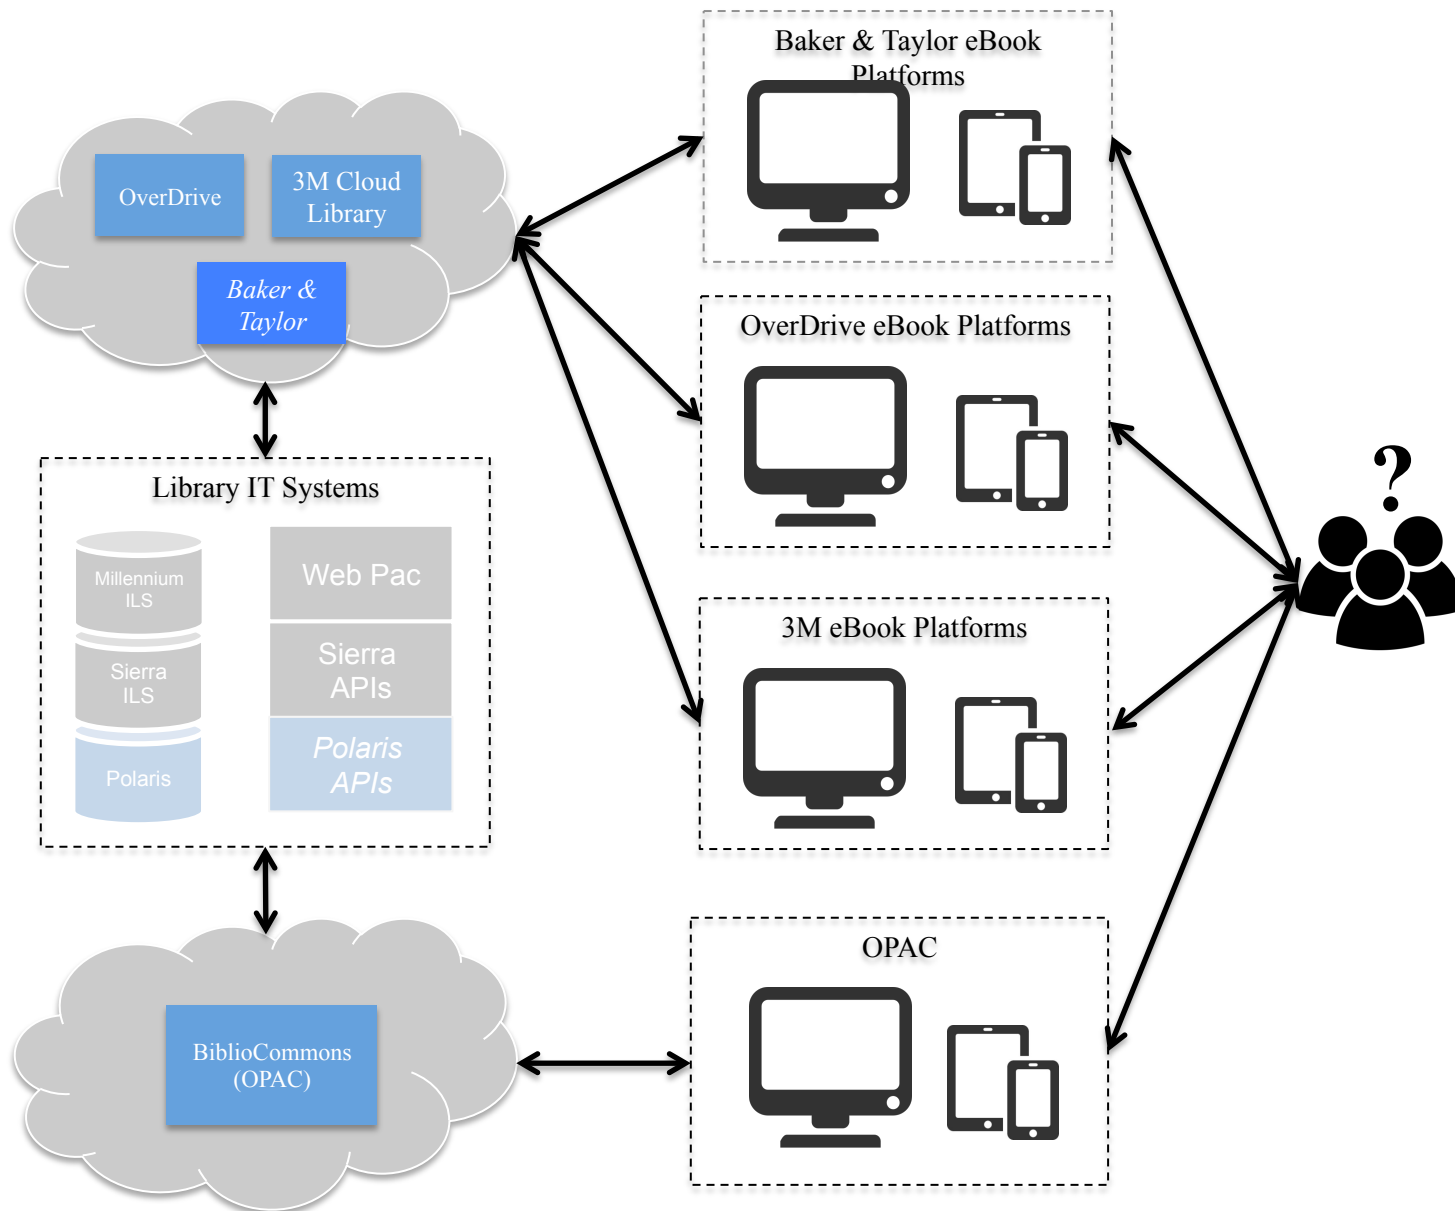 Baker & Taylor eBook
Platforms
OverDrive
3M Cloud
Library
Baker &
Taylor
OverDrive eBook Platforms
Library IT Systems
Millennium
ILS
Web Pac
Sierra
ILS
Sierra
APIs
Polaris
Polaris
APIs
?
3M eBook Platforms
BiblioCommons
(OPAC)
OPAC